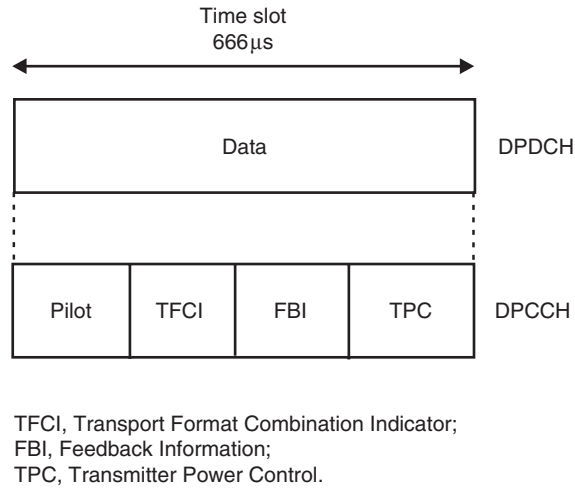 Time slot
666μs
Data
DPDCH
Pilot TFCI FBI TPC DPCCH
TFCI, Transport Format Combination Indicator;
FBI, Feedback Information;
TPC, Transmitter Power Control.